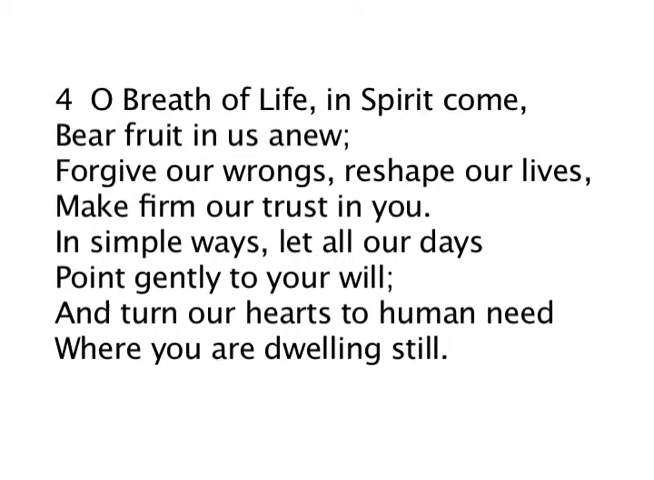 4 O Breath of Life, in Spirit come,
Bear fruit in us anew;
Forgive our wrongs, reshape our lives,
Make firm our trust in you.
In simple ways, let all our days
Point gently to your will;
And turn our hearts to human need
Where you are dwelling still.